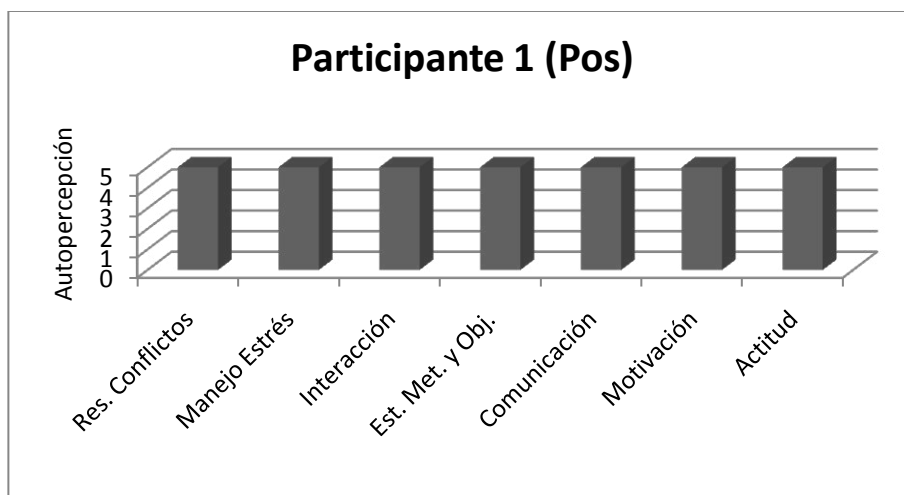 Participante 1 (Pos)
Autopercepción
5
4
3
2
1
0
Res. Conflictos
Manejo Estrés
Interacción
Est. Met. y Obj.
Comunicación
Motivación
Actitud